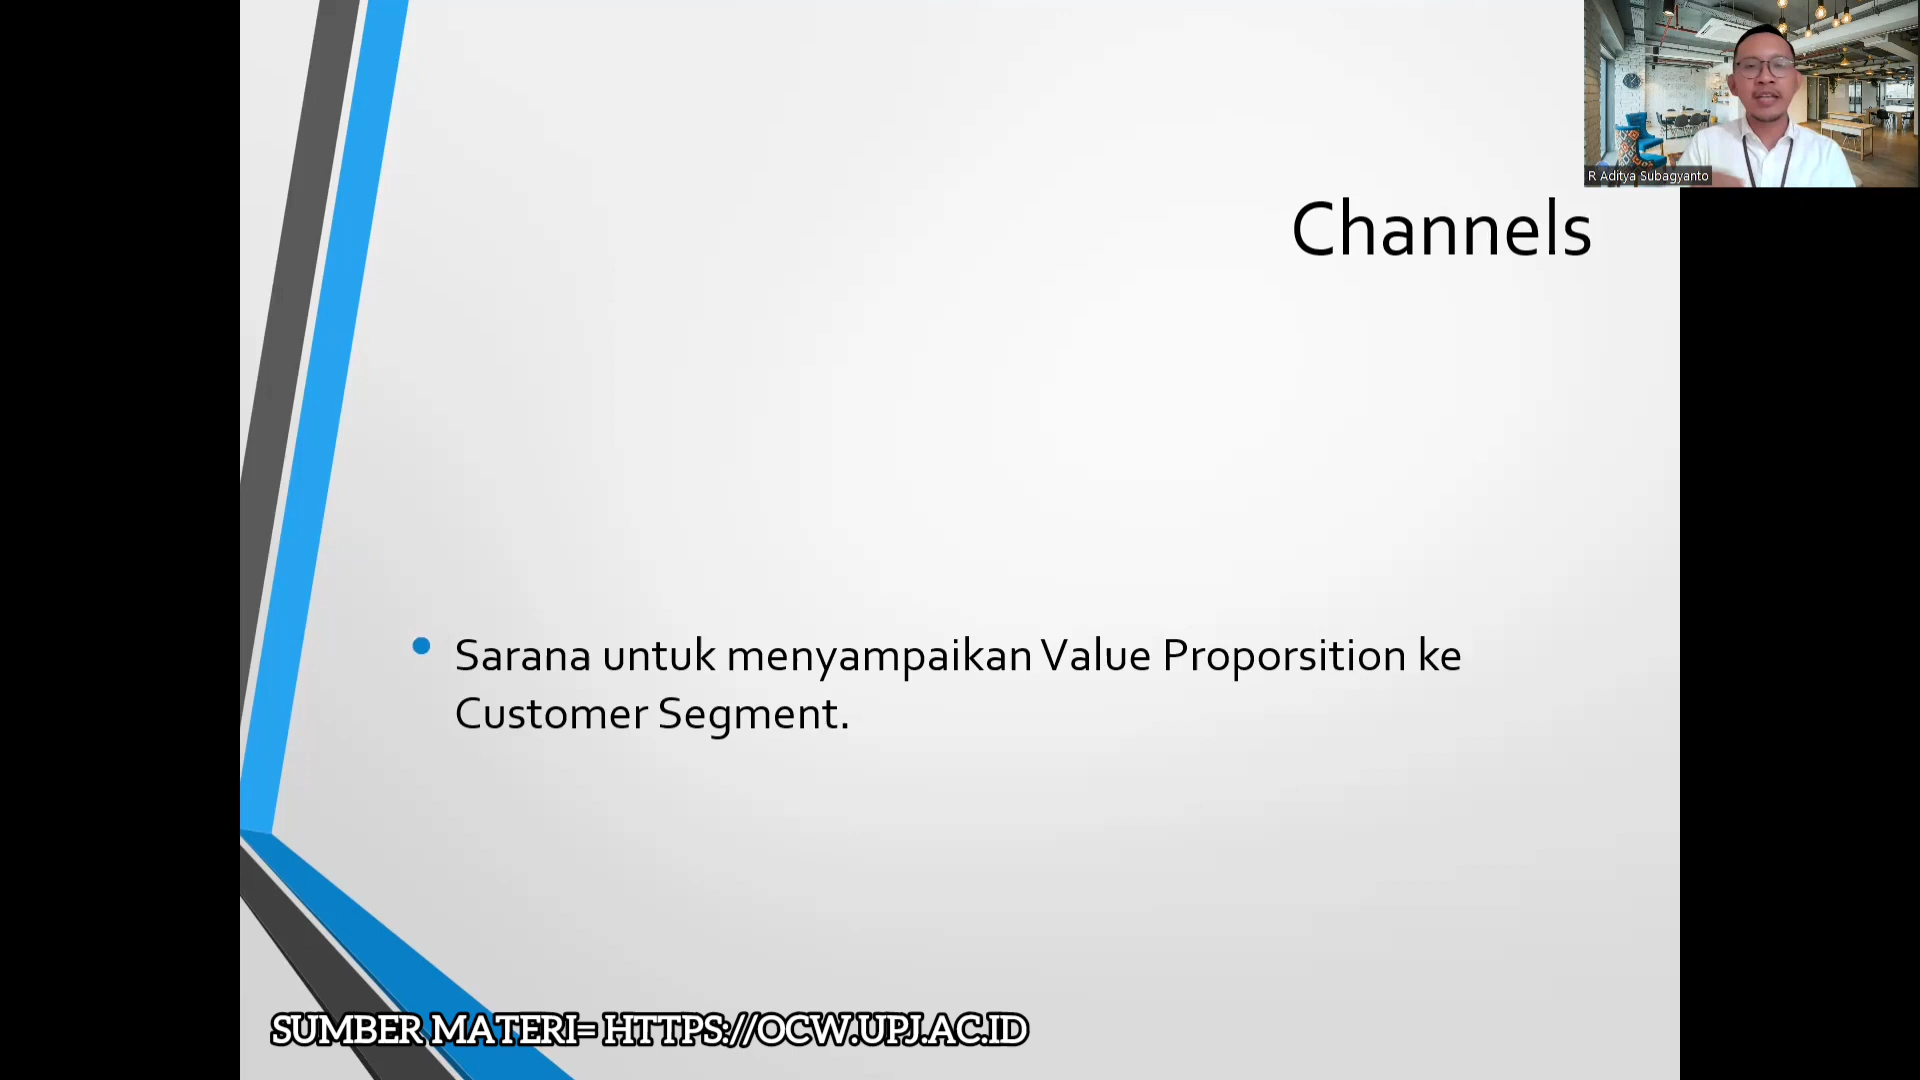 R Aditya Subagyanto
Channels
Sarana untuk menyampaikan Value Proporsition ke
Customer Segment.
SUMBER MATERI= HTTPS://OCW.UPJ.AC.ID